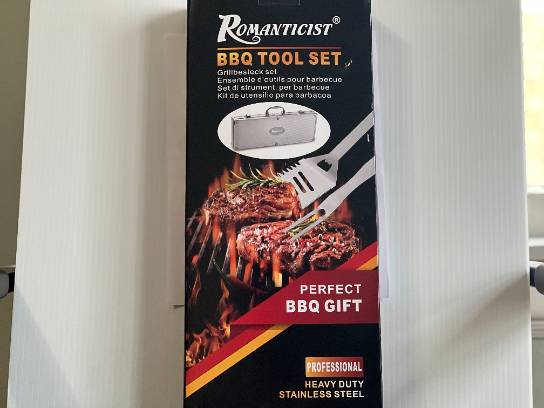 ROMANTICIST®
BBQ TOOL SET
Grillbesteck set
Ensemble d'outils pour barbecue
Set di strumenti per barbecue
Kit de utensilio para barbacoa
PERFECT
BBQ GIFT
PROFESSIONAL
HEAVY DUTY
STAINLESS STEEL